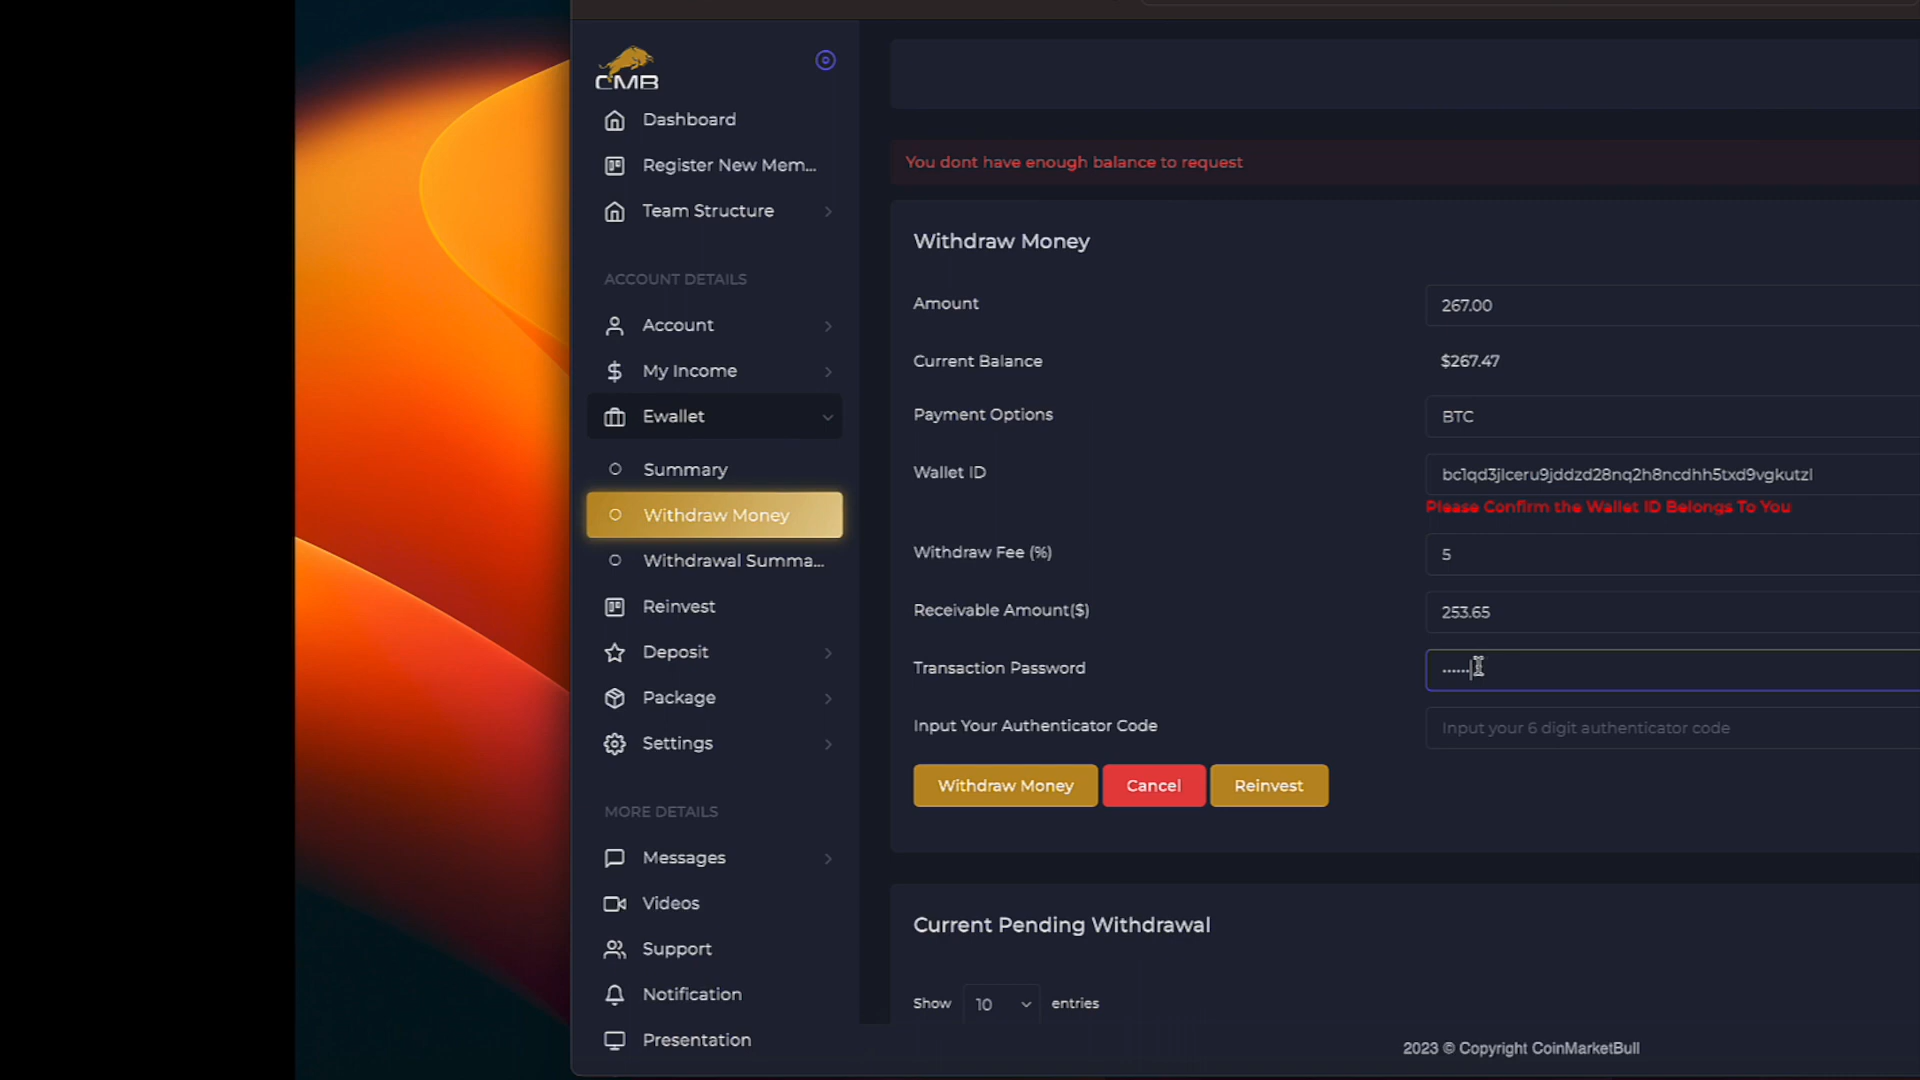 CMB
Dashboard
Register New Mem...
Team Structure
ACCOUNT DETAILS
Account
My Income
Ewallet
Summary
Withdraw Money
Withdrawal Summa...
Reinvest
Deposit
Package
Settings
MORE DETAILS
Messages
Videos
Support
Notification
Presentation
You dont have enough balance to request
Withdraw Money
Amount 267.00
Current Balance $267.47
Payment Options BTC
Wallet ID bc1qd3jlceru9jddzd28nq2h8ncdhh5txd9vgkutzl
Please Confirm the Wallet ID Belongs To You
Withdraw Fee (%) 5
Receivable Amount($) 253.65
Transaction Password ······
Input Your Authenticator Code Input your 6 digit authenticator code
Withdraw Money Cancel Reinvest
Current Pending Withdrawal
Show 10 entries
2023 © Copyright CoinMarketBull